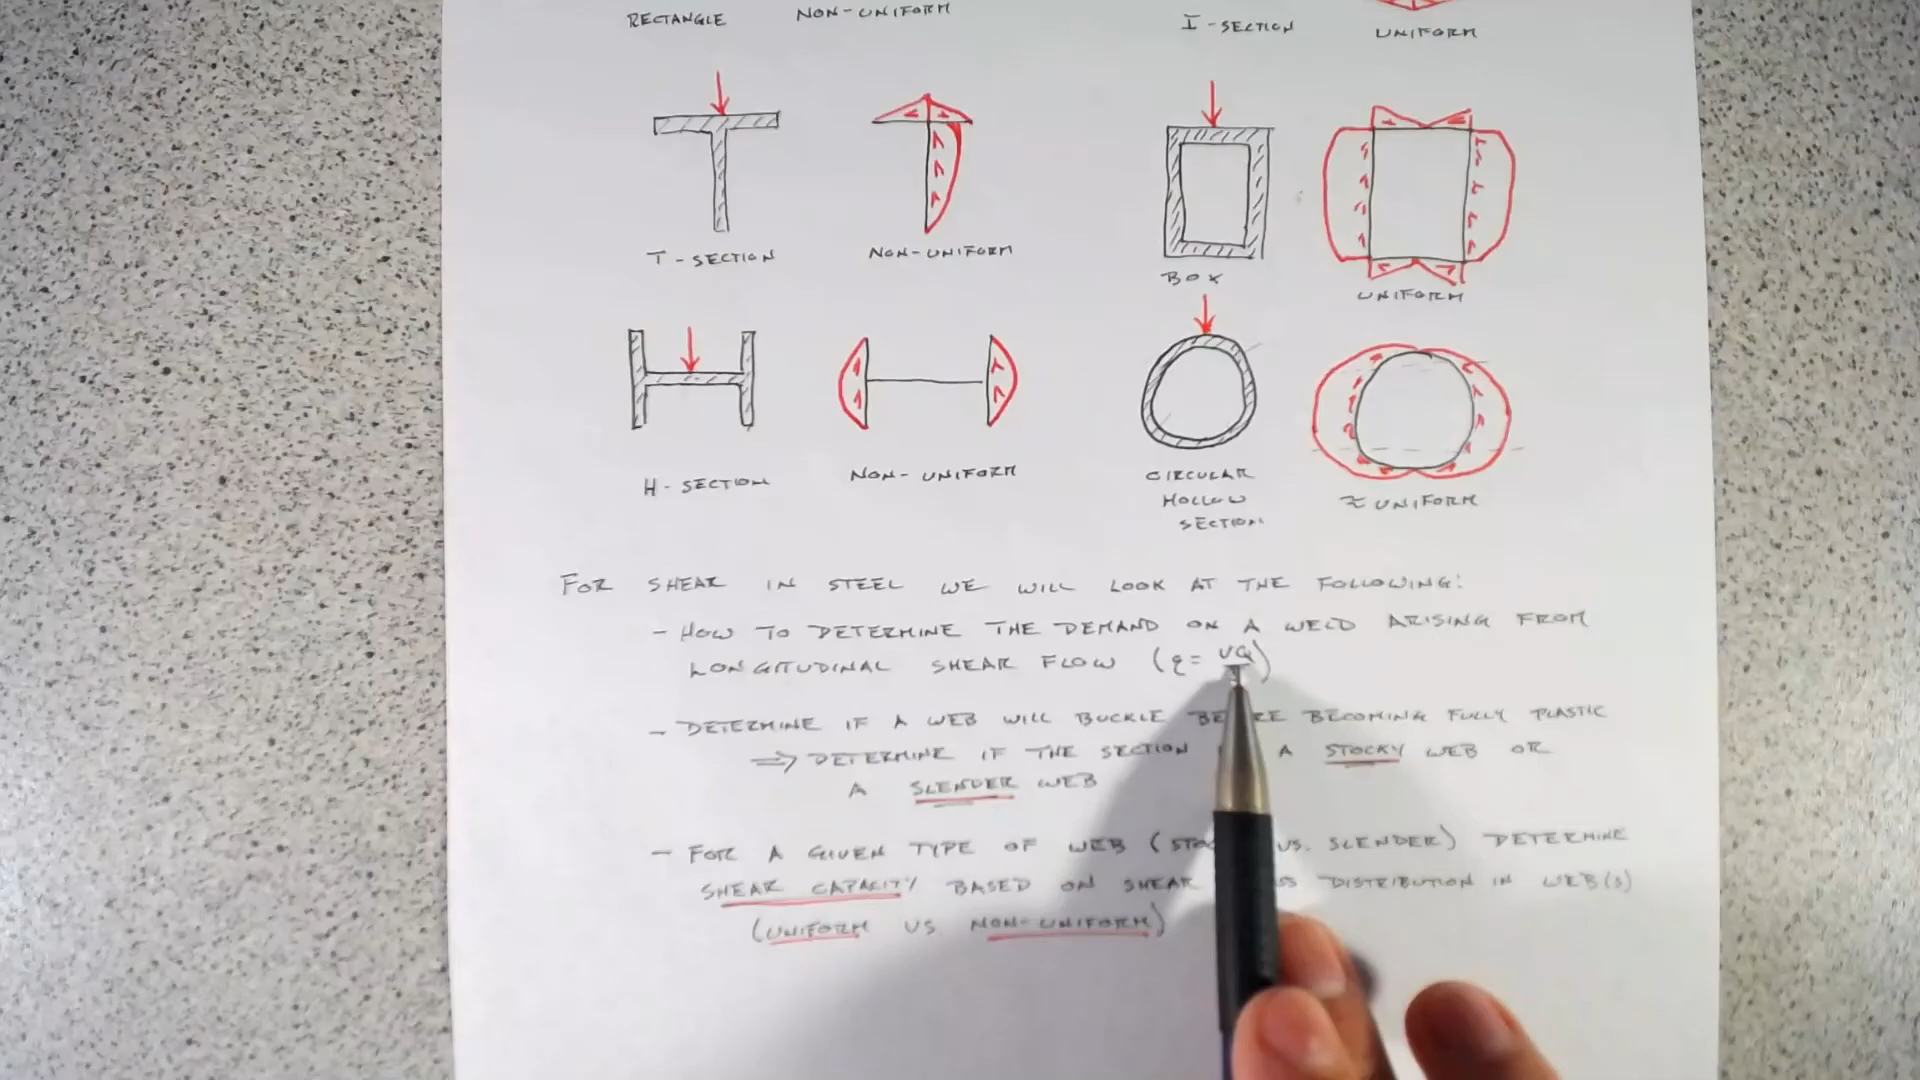 RECTANGLE
NON-UNIFORM
I-SECTION
UNIFORM
T-SECTION
NON-UNIFORM
BOX
UNIFORM
H-SECTION
NON-UNIFORM
CIRCULAR
HOLLOW
SECTION
≈ UNIFORM
FOR SHEAR IN STEEL WE WILL LOOK AT THE FOLLOWING:
- HOW TO DETERMINE THE DEMAND ON A WELD ARISING FROM
LONGITUDINAL SHEAR FLOW (q = VQ)
- DETERMINE IF A WEB WILL BUCKLE BECOMING FULLY PLASTIC
⇒ DETERMINE IF THE SECTION A STOCKY WEB OR
A SLENDER WEB
- FOR A GIVEN TYPE OF WEB ( VS. SLENDER) DETERMINE
SHEAR CAPACITY BASED ON SHEAR DISTRIBUTION IN WEB(S)
(UNIFORM VS NON-UNIFORM)